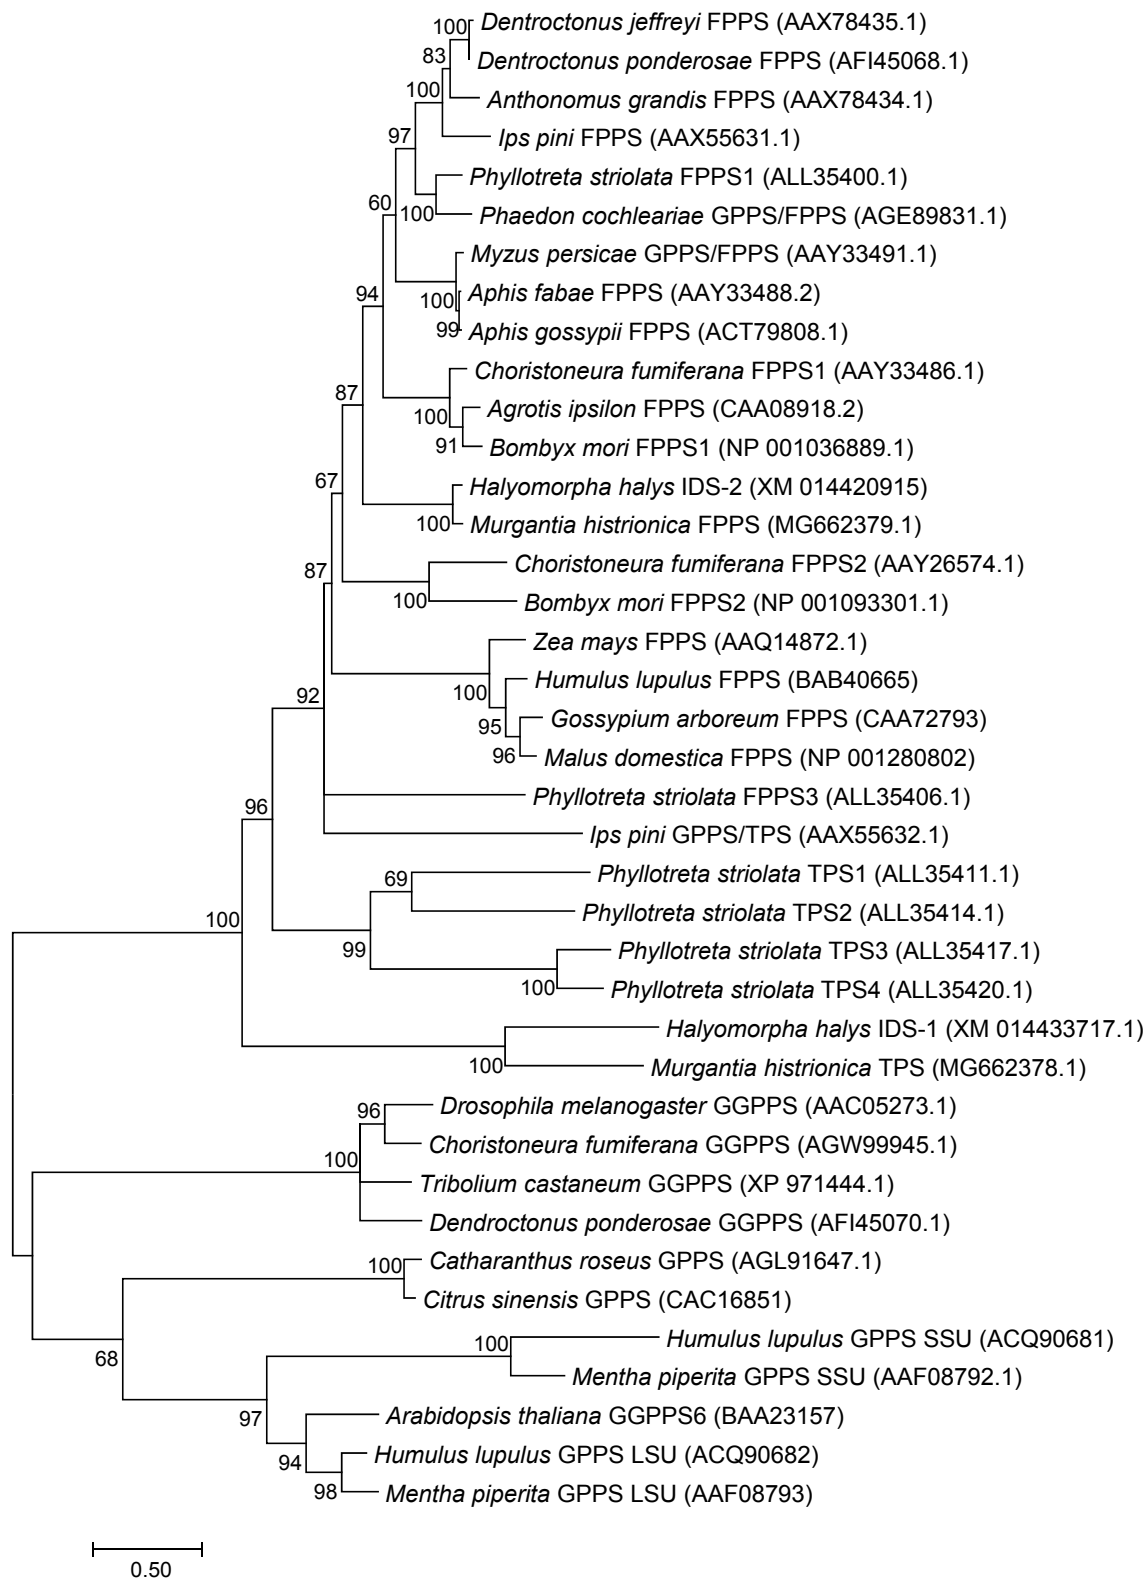 100
Dentroctonus jeffreyi FPPS (AAX78435.1)
83
Dentroctonus ponderosae FPPS (AFI45068.1)
100
Anthonomus grandis FPPS (AAX78434.1)
97
Ips pini FPPS (AAX55631.1)
Phyllotreta striolata FPPS1 (ALL35400.1)
60
100
Phaedon cochleariae GPPS/FPPS (AGE89831.1)
Myzus persicae GPPS/FPPS (AAY33491.1)
94
100
Aphis fabae FPPS (AAY33488.2)
99
Aphis gossypii FPPS (ACT79808.1)
Choristoneura fumiferana FPPS1 (AAY33486.1)
87
100
Agrotis ipsilon FPPS (CAA08918.2)
91
Bombyx mori FPPS1 (NP 001036889.1)
67
Halyomorpha halys IDS-2 (XM 014420915)
100
Murgantia histrionica FPPS (MG662379.1)
87
Choristoneura fumiferana FPPS2 (AAY26574.1)
100
Bombyx mori FPPS2 (NP 001093301.1)
Zea mays FPPS (AAQ14872.1)
92
100
Humulus lupulus FPPS (BAB40665)
95
Gossypium arboreum FPPS (CAA72793)
96
Malus domestica FPPS (NP 001280802)
96
Phyllotreta striolata FPPS3 (ALL35406.1)
Ips pini GPPS/TPS (AAX55632.1)
69
Phyllotreta striolata TPS1 (ALL35411.1)
100
Phyllotreta striolata TPS2 (ALL35414.1)
99
Phyllotreta striolata TPS3 (ALL35417.1)
100
Phyllotreta striolata TPS4 (ALL35420.1)
Halyomorpha halys IDS-1 (XM 014433717.1)
100
Murgantia histrionica TPS (MG662378.1)
96
Drosophila melanogaster GGPPS (AAC05273.1)
100
Choristoneura fumiferana GGPPS (AGW99945.1)
Tribolium castaneum GGPPS (XP 971444.1)
Dendroctonus ponderosae GGPPS (AFI45070.1)
100
Catharanthus roseus GPPS (AGL91647.1)
Citrus sinensis GPPS (CAC16851)
68
100
Humulus lupulus GPPS SSU (ACQ90681)
Mentha piperita GPPS SSU (AAF08792.1)
97
Arabidopsis thaliana GGPPS6 (BAA23157)
94
Humulus lupulus GPPS LSU (ACQ90682)
98
Mentha piperita GPPS LSU (AAF08793)
0.50